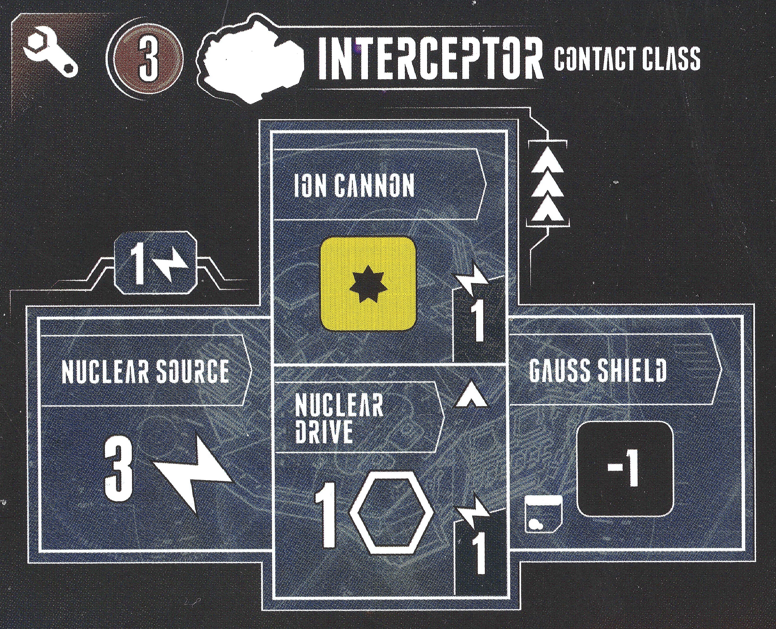 3 INTERCEPTOR CONTACT CLASS
ION CANNON
1
1
NUCLEAR SOURCE
3
NUCLEAR
DRIVE
1
1
GAUSS SHIELD
-1